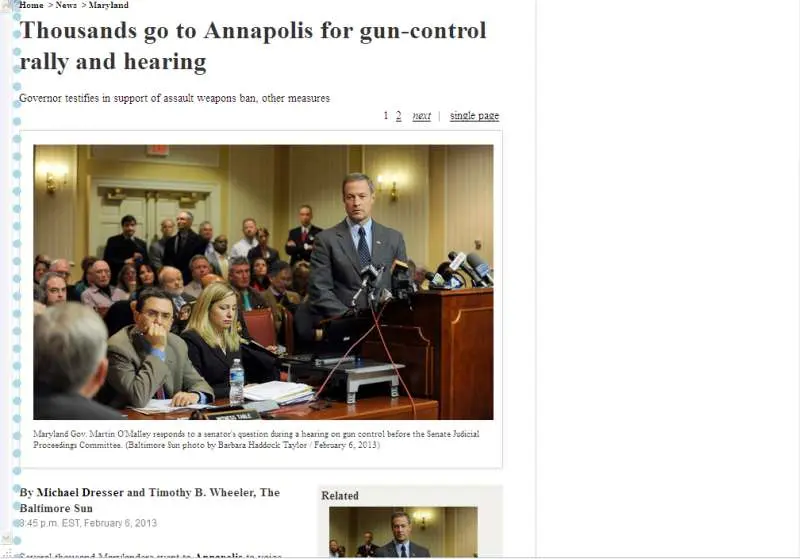 Home > News > Maryland
Thousands go to Annapolis for gun-control
rally and hearing
Governor testifies in support of assault weapons ban, other measures
1 2 next | single page
WITNESS TABLE
Maryland Gov. Martin O'Malley responds to a senator's question during a hearing on gun control before the Senate Judicial
Proceedings Committee. (Baltimore Sun photo by Barbara Haddock Taylor / February 6, 2013)
By Michael Dresser and Timothy B. Wheeler, The
Baltimore Sun
8:45 p.m. EST, February 6, 2013
Related
Several thousand Marylanders went to Annapolis to voice